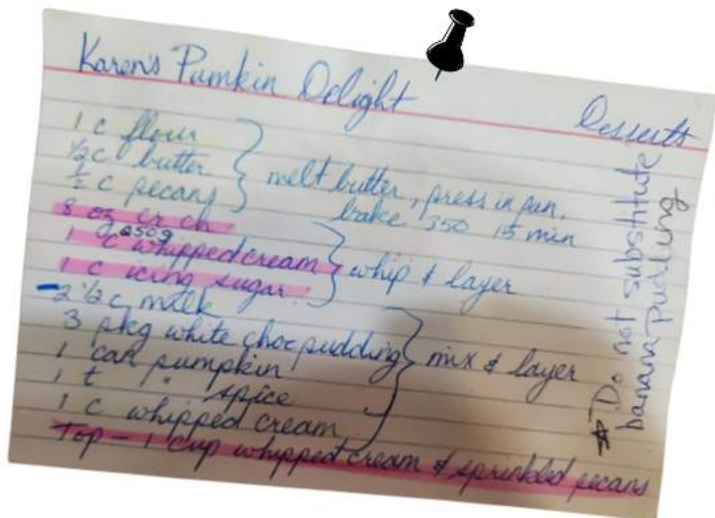 Karen's Pumkin Delight
Desserts
1 c flour
½ c butter
½ c pecans
melt butter, press in pan,
bake 350 15 min
8 oz cr ch
250g
1 c whipped cream
1 c icing sugar
whip & layer
2 ½ c milk
3 pkg white choc pudding
1 can pumpkin
1 t " spice
1 c whipped cream
mix & layer
Top - 1 cup whipped cream & sprinkled pecans
* Do not substitute
banana Pudding